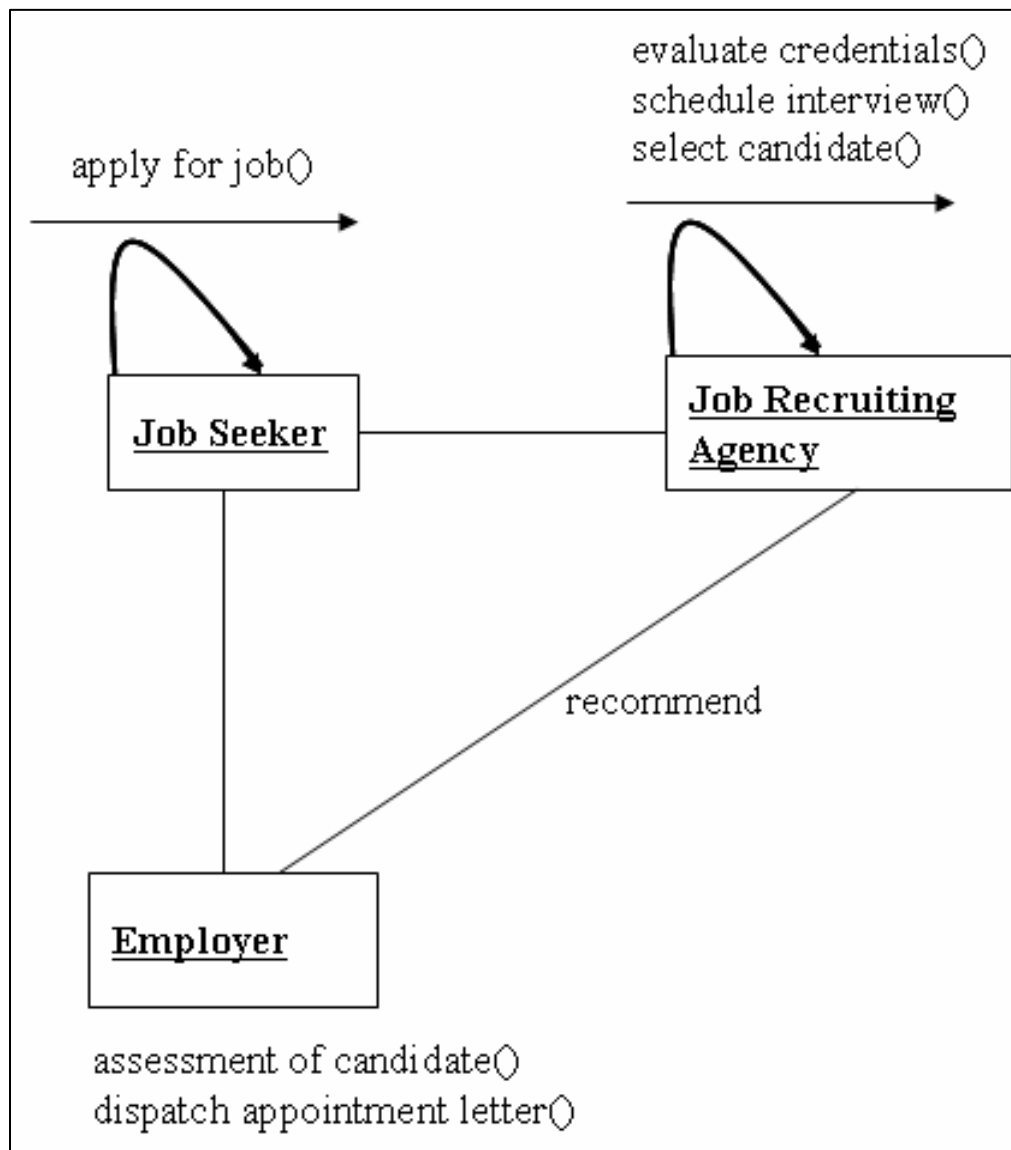 evaluate credentials()
schedule interview()
select candidate()
apply for job()
Job Seeker
Job Recruiting
Agency
recommend
Employer
assessment of candidate()
dispatch appointment letter()